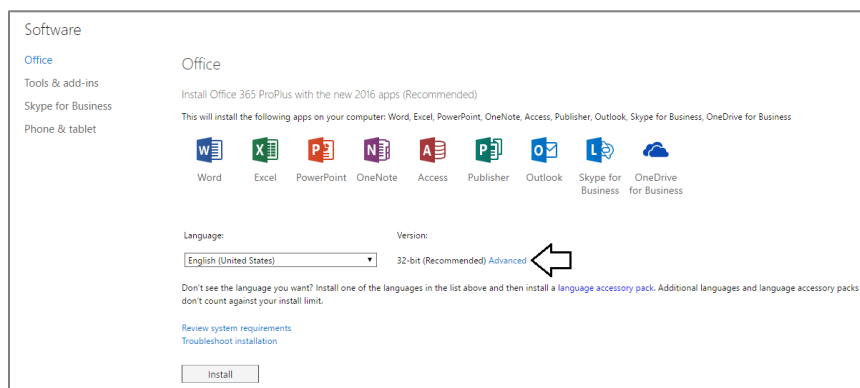 Software
Office
Tools & add-ins
Skype for Business
Phone & tablet
Office
Install Office 365 ProPlus with the new 2016 apps (Recommended)
This will install the following apps on your computer: Word, Excel, PowerPoint, OneNote, Access, Publisher, Outlook, Skype for Business, OneDrive for Business
Word Excel PowerPoint OneNote Access Publisher Outlook Skype for Business OneDrive for Business
Language: Version:
English (United States) 32-bit (Recommended) Advanced
Don't see the language you want? Install one of the languages in the list above and then install a language accessory pack. Additional languages and language accessory packs
don't count against your install limit.
Review system requirements
Troubleshoot installation
Install